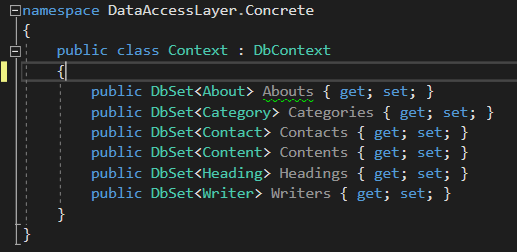 namespace DataAccessLayer.Concrete
{
    public class Context : DbContext
    {
        public DbSet<About> Abouts { get; set; }
        public DbSet<Category> Categories { get; set; }
        public DbSet<Contact> Contacts { get; set; }
        public DbSet<Content> Contents { get; set; }
        public DbSet<Heading> Headings { get; set; }
        public DbSet<Writer> Writers { get; set; }
    }
}